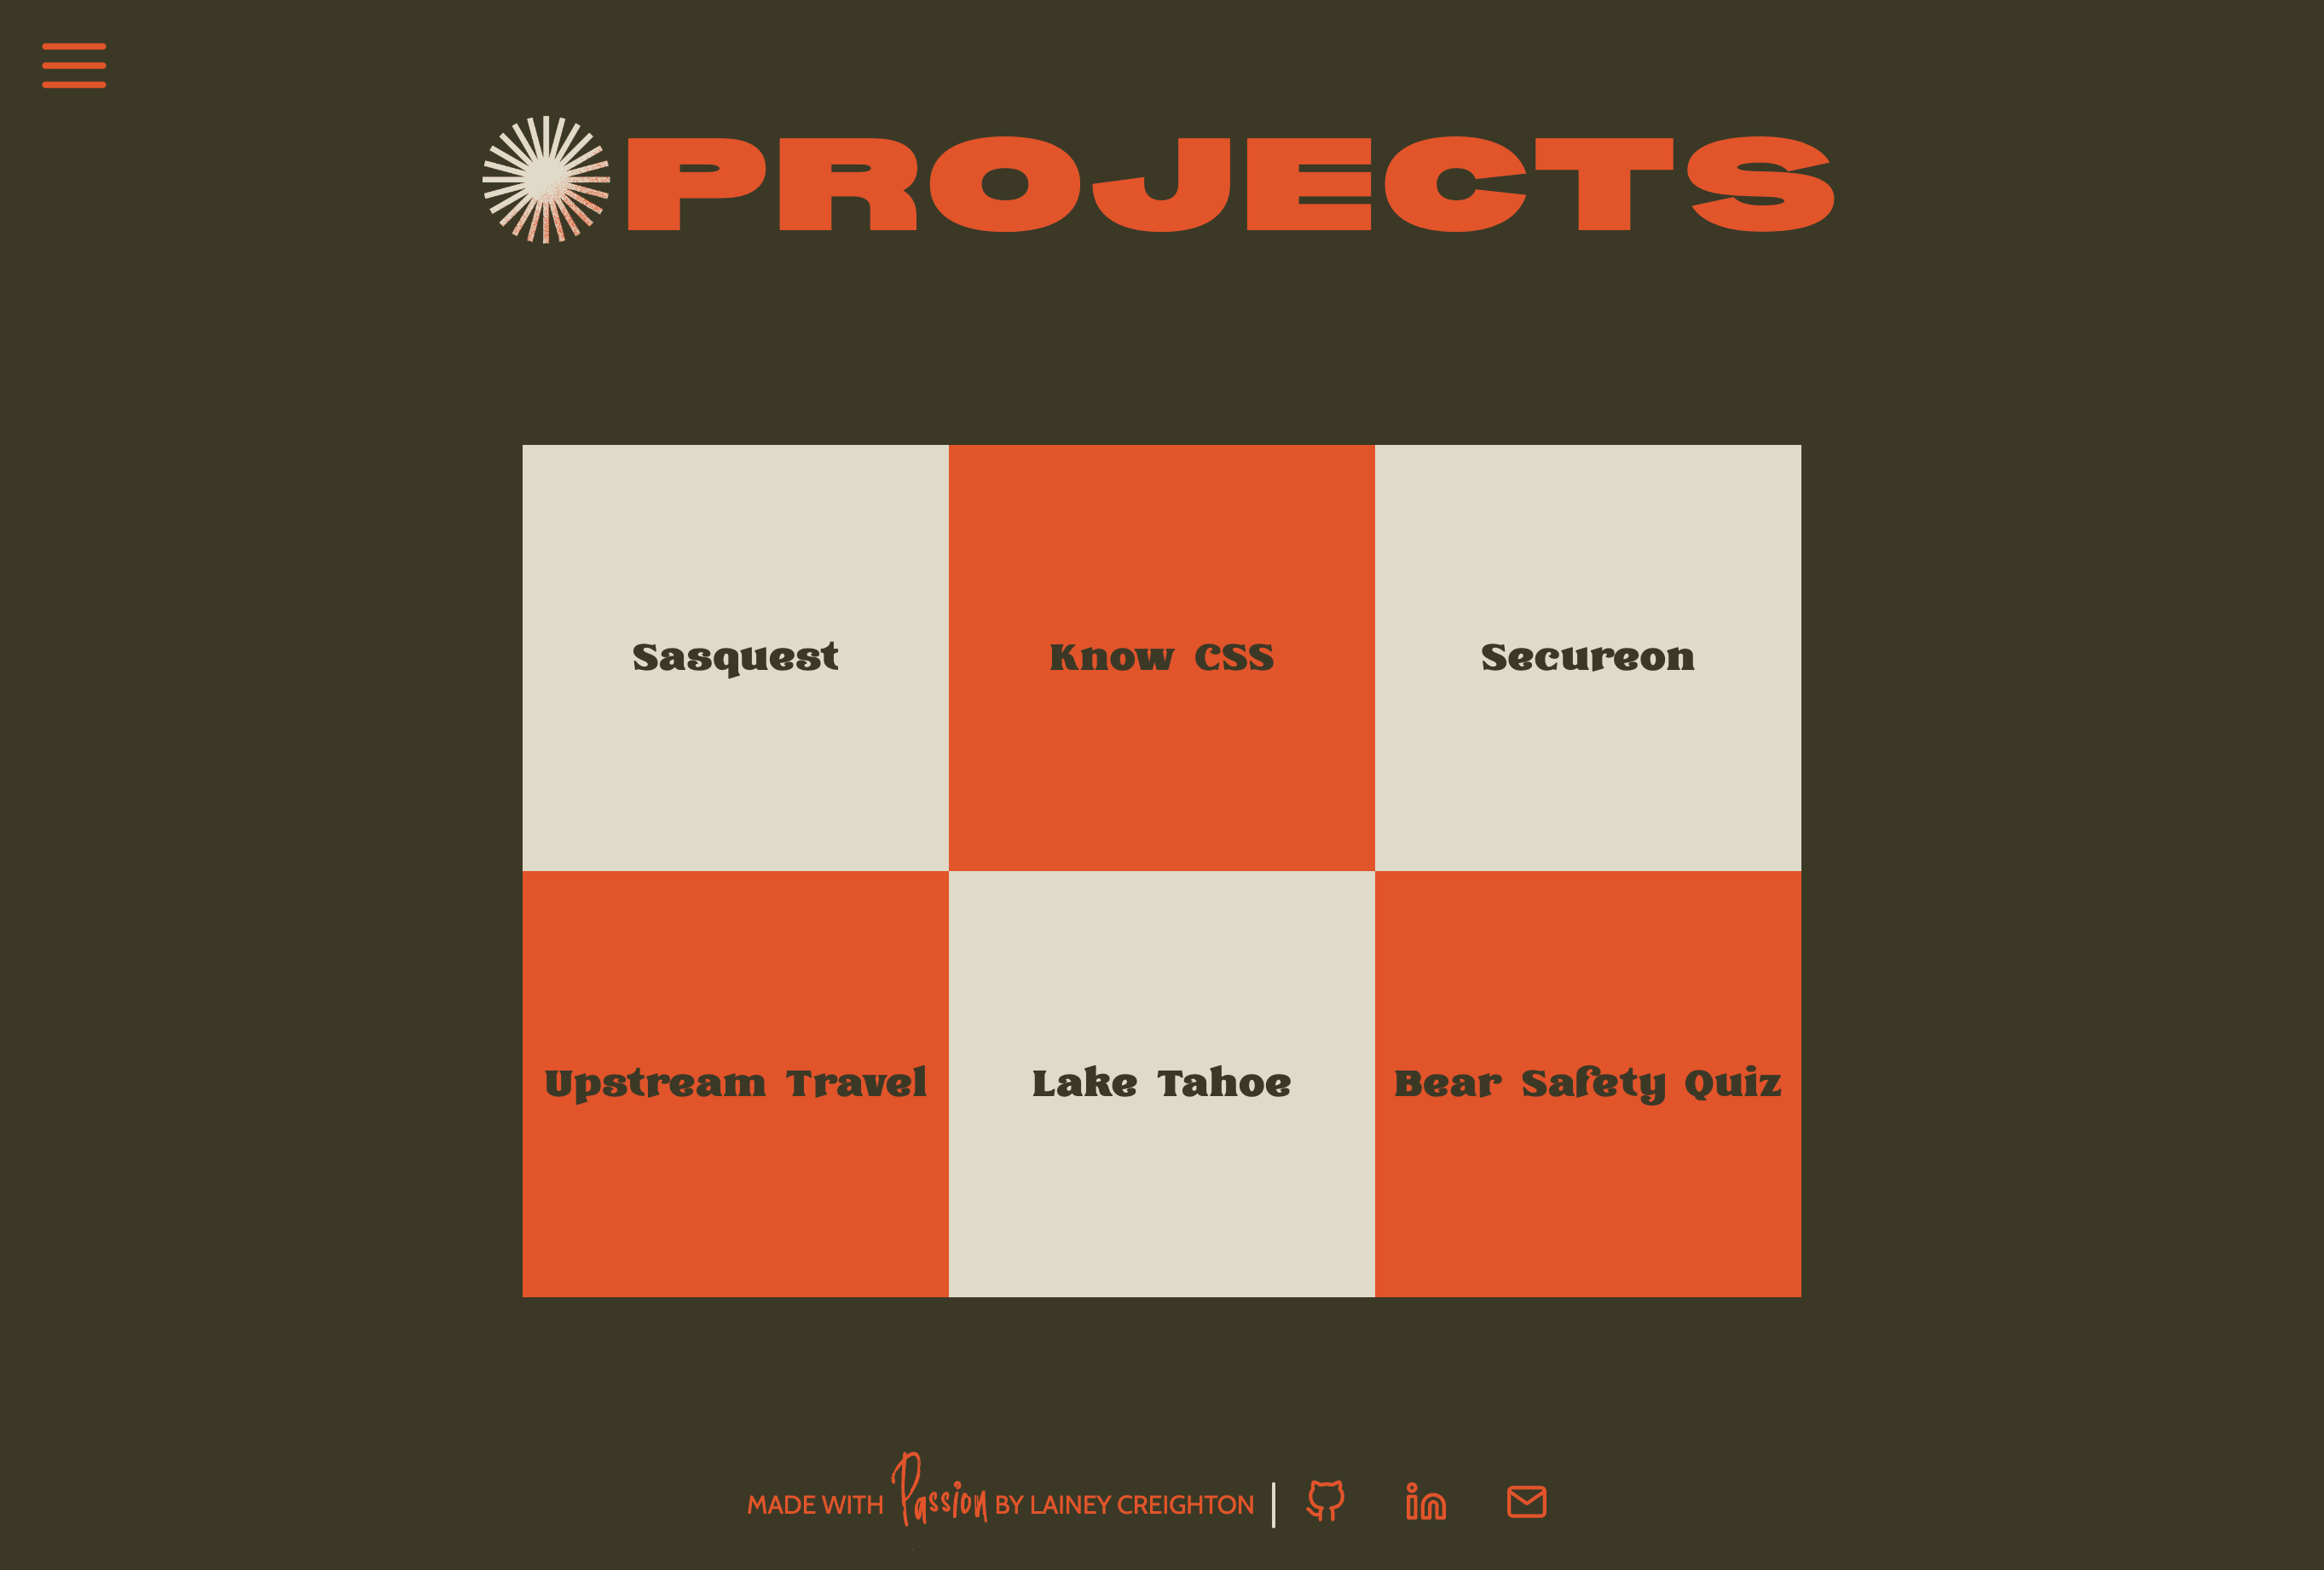 PROJECTS
Sasquest
Know CSS
Secureon
Upstream Travel
Lake Tahoe
Bear Safety Quiz
MADE WITH Passion BY LAINEY CREIGHTON